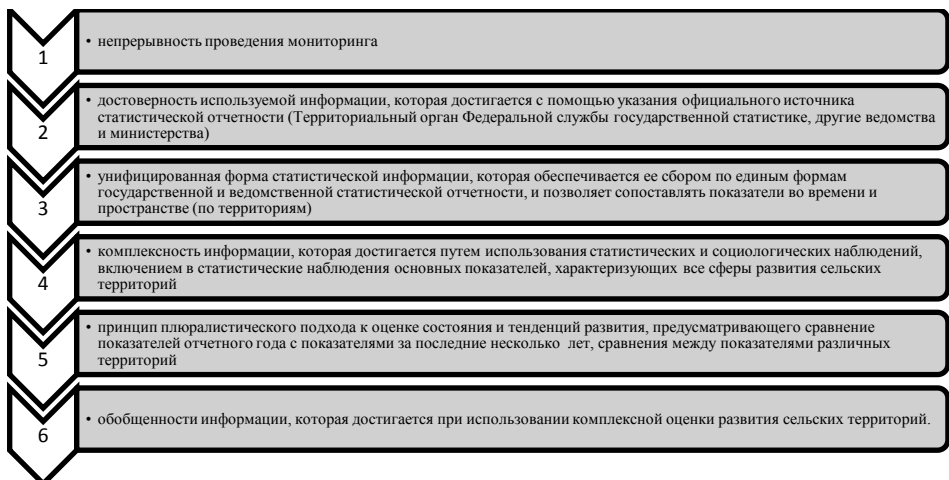 1
• непрерывность проведения мониторинга
2
• достоверность используемой информации, которая достигается с помощью указания официального источника
статистической отчетности (Территориальный орган Федеральной службы государственной статистике, другие ведомства
и министерства)
3
• унифицированная форма статистической информации, которая обеспечивается ее сбором по единым формам
государственной и ведомственной статистической отчетности, и позволяет сопоставлять показатели во времени и
пространстве (по территориям)
4
• комплексность информации, которая достигается путем использования статистических и социологических наблюдений,
включением в статистические наблюдения основных показателей, характеризующих все сферы развития сельских
территорий
5
• принцип плюралистического подхода к оценке состояния и тенденций развития, предусматривающего сравнение
показателей отчетного года с показателями за последние несколько лет, сравнения между показателями различных
территорий
6
• обобщенности информации, которая достигается при использовании комплексной оценки развития сельских территорий.